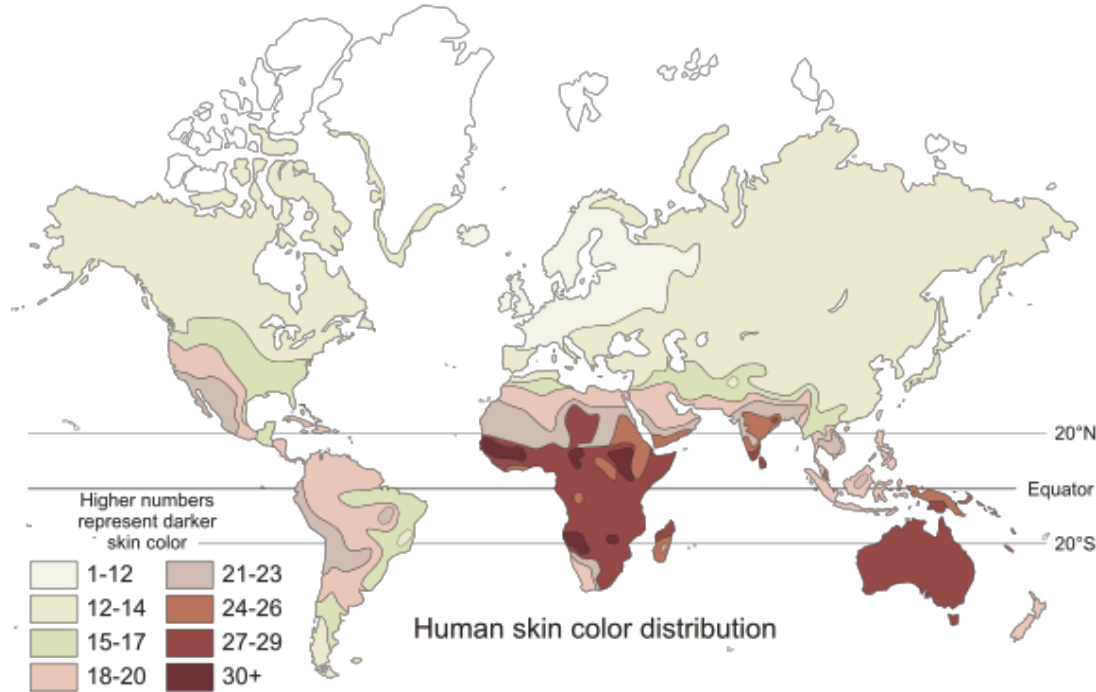 20°N
Equator
Higher numbers
represent darker
skin color
20°S
1-12
21-23
12-14
24-26
15-17
27-29
18-20
30+
Human skin color distribution